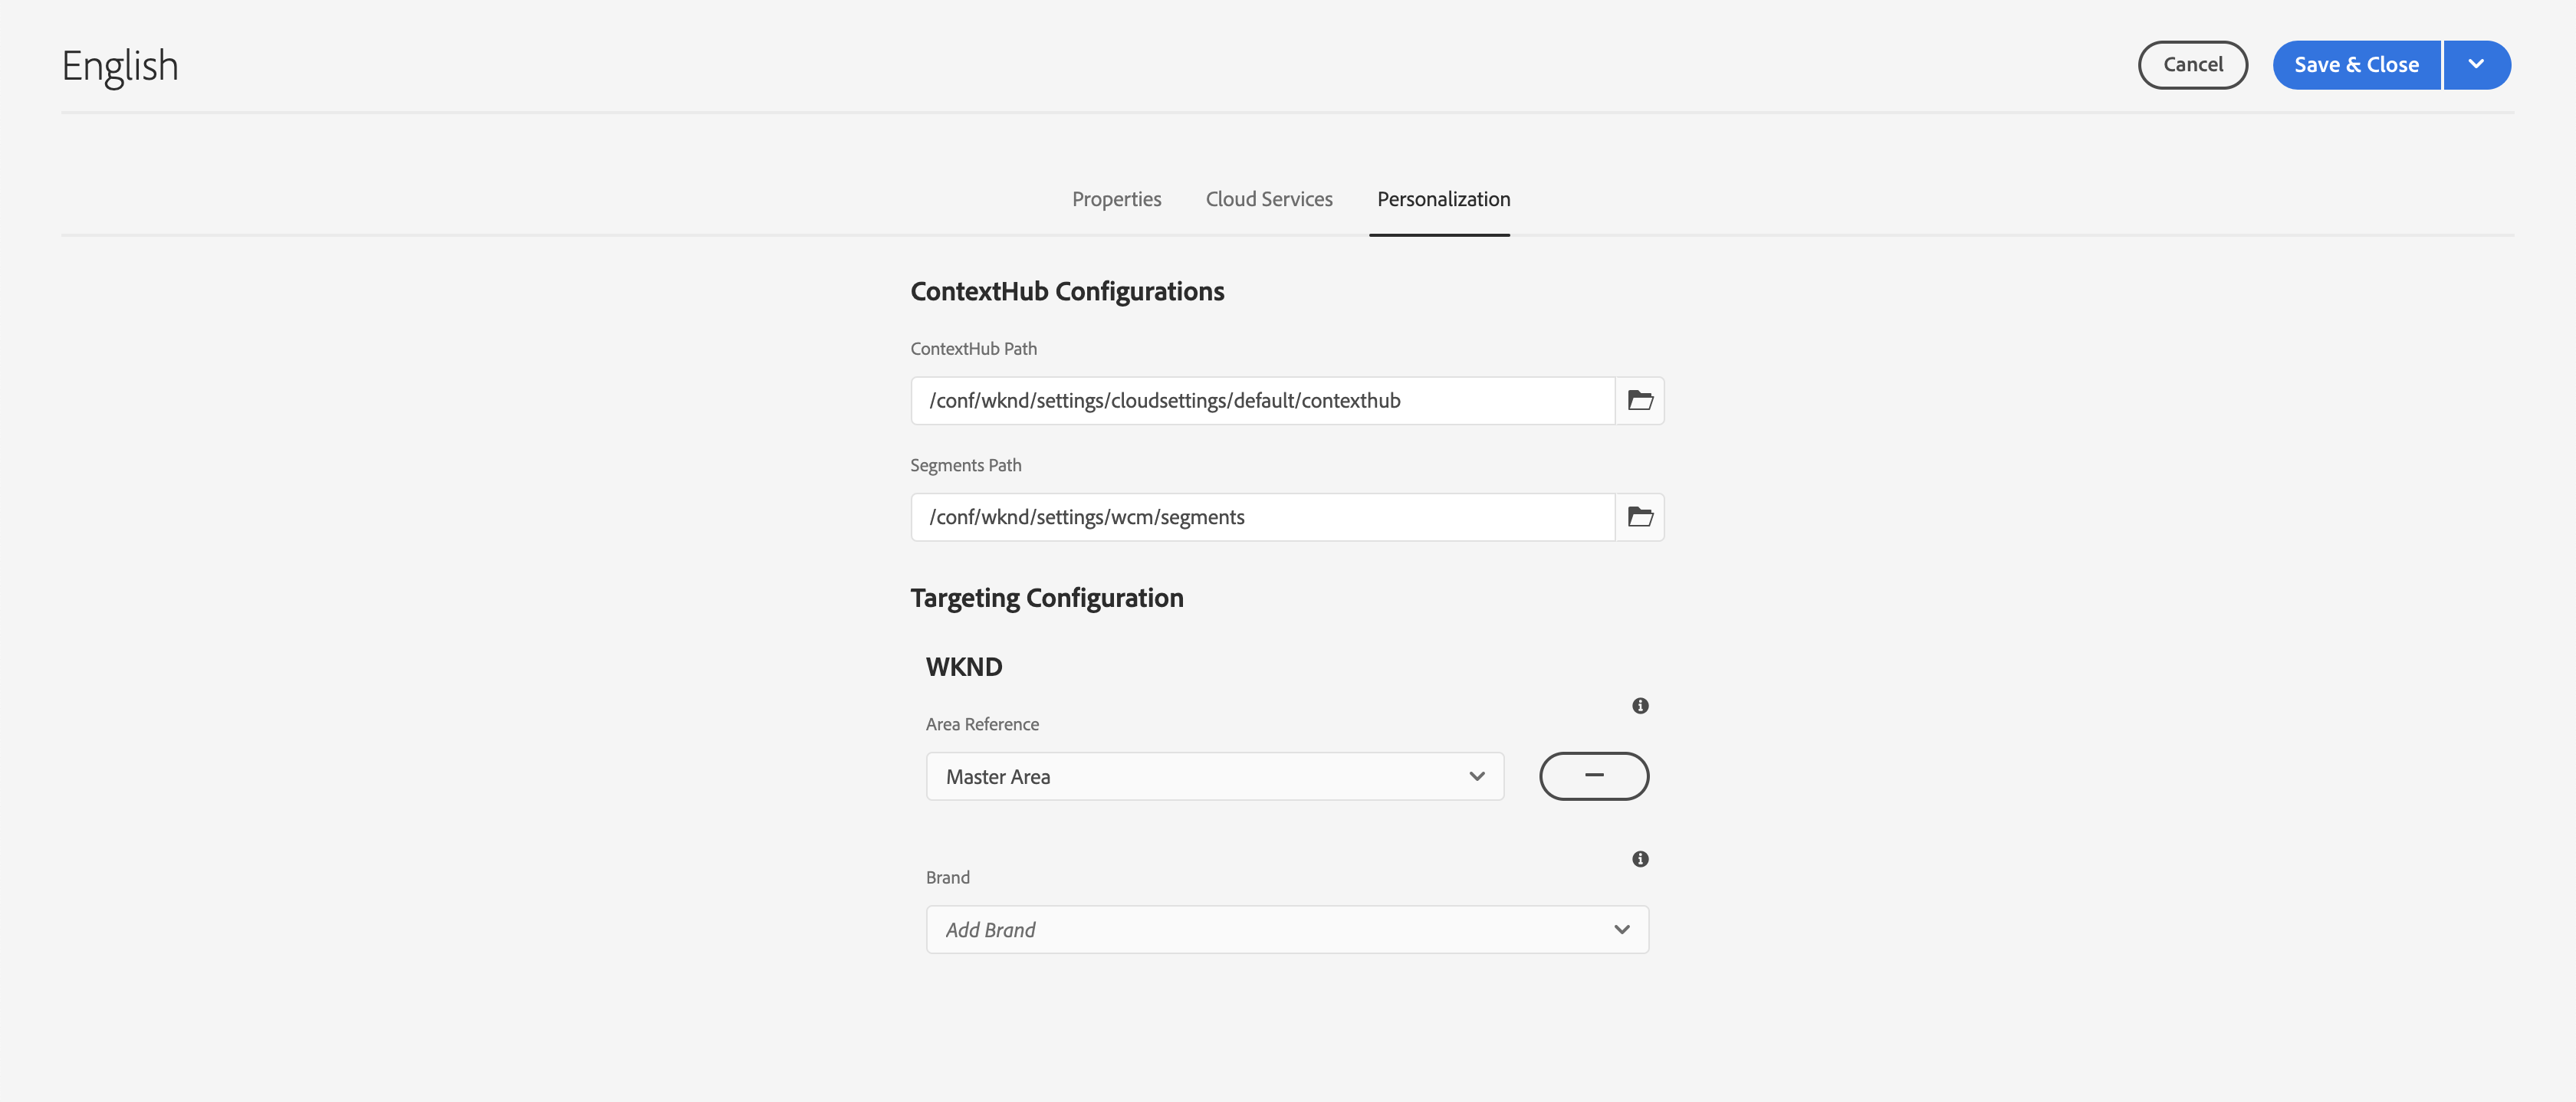 English
Cancel
Save & Close
Properties
Cloud Services
Personalization
ContextHub Configurations
ContextHub Path
/conf/wknd/settings/cloudsettings/default/contexthub
Segments Path
/conf/wknd/settings/wcm/segments
Targeting Configuration
WKND
Area Reference
Master Area
Brand
Add Brand